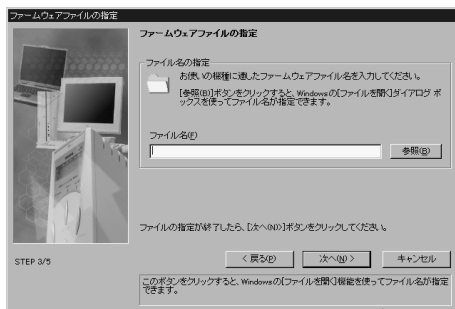 ファームウェアファイルの指定
ファームウェアファイルの指定
ファイル名の指定
お使いの機種に適したファームウェアファイル名を入力してください。
[参照(B)]ボタンをクリックすると、Windowsの[ファイルを開く]ダイアログ ボ
ックスを使ってファイル名が指定できます。
ファイル名(F)
参照(B)
ファイルの指定が終了したら、[次へ(N)>]ボタンをクリックしてください。
STEP 3/5
< 戻る(P)
次へ(N) >
キャンセル
このボタンをクリックすると、Windowsの[ファイルを開く]機能を使ってファイル名が指定
できます。